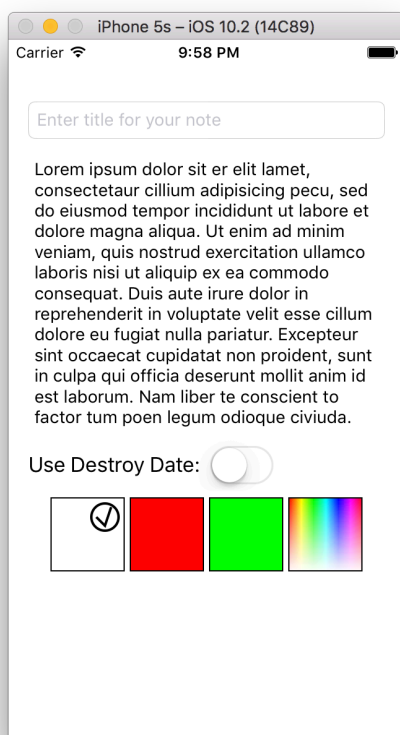 iPhone 5s – iOS 10.2 (14C89)
Carrier 9:58 PM
Enter title for your note
Lorem ipsum dolor sit er elit lamet,
consectetaur cillium adipisicing pecu, sed
do eiusmod tempor incididunt ut labore et
dolore magna aliqua. Ut enim ad minim
veniam, quis nostrud exercitation ullamco
laboris nisi ut aliquip ex ea commodo
consequat. Duis aute irure dolor in
reprehenderit in voluptate velit esse cillum
dolore eu fugiat nulla pariatur. Excepteur
sint occaecat cupidatat non proident, sunt
in culpa qui officia deserunt mollit anim id
est laborum. Nam liber te conscient to
factor tum poen legum odioque civiuda.
Use Destroy Date: